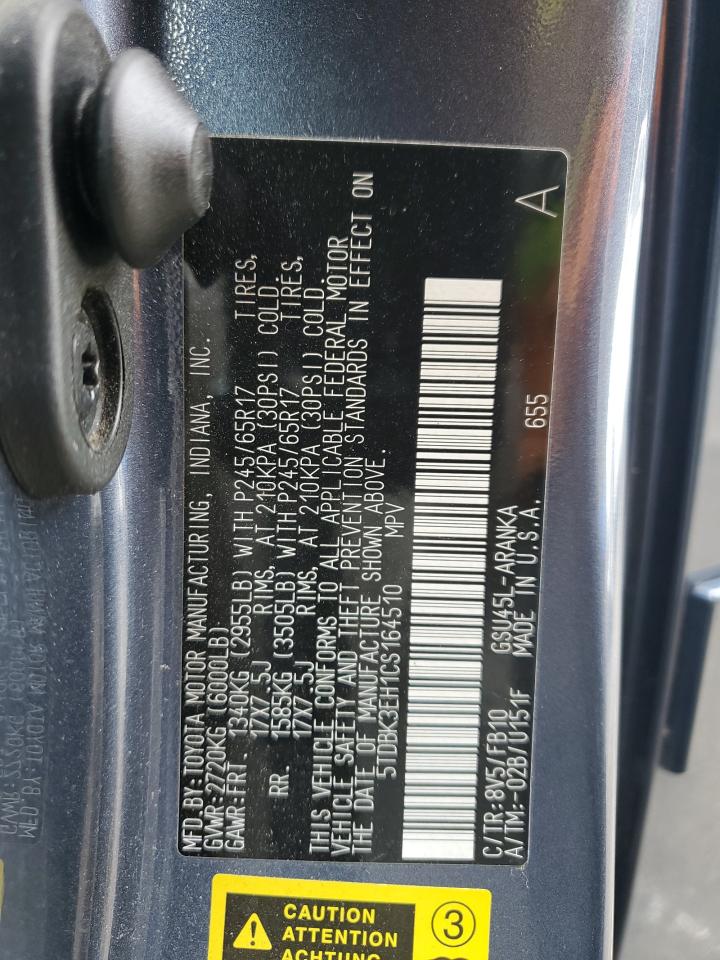 MFD.BY:TOYOTA MOTOR MANUFACTURING, INDIANA, INC.
GVWR:2720KG(6000LB)
GAWR:FRT. 1340KG (2955LB) WITH P245/65R17 TIRES,
17X7.5J RIMS, AT 210KPA (30PSI) COLD.
RR. 1585KG (3505LB) WITH P245/65R17 TIRES,
17X7.5J RIMS, AT 210KPA (30PSI) COLD.
THIS VEHICLE CONFORMS TO ALL APPLICABLE FEDERAL MOTOR
VEHICLE SAFETY AND THEFT PREVENTION STANDARDS IN EFFECT ON
THE DATE OF MANUFACTURE SHOWN ABOVE.
5TDBK3EH1CS164510 MPV
C/TR:8V5/FB10 GSU45L-ARANKA 655 A
A/TM:-02B/U151F MADE IN U.S.A.
CAUTION
ATTENTION
ACHTUNG
3